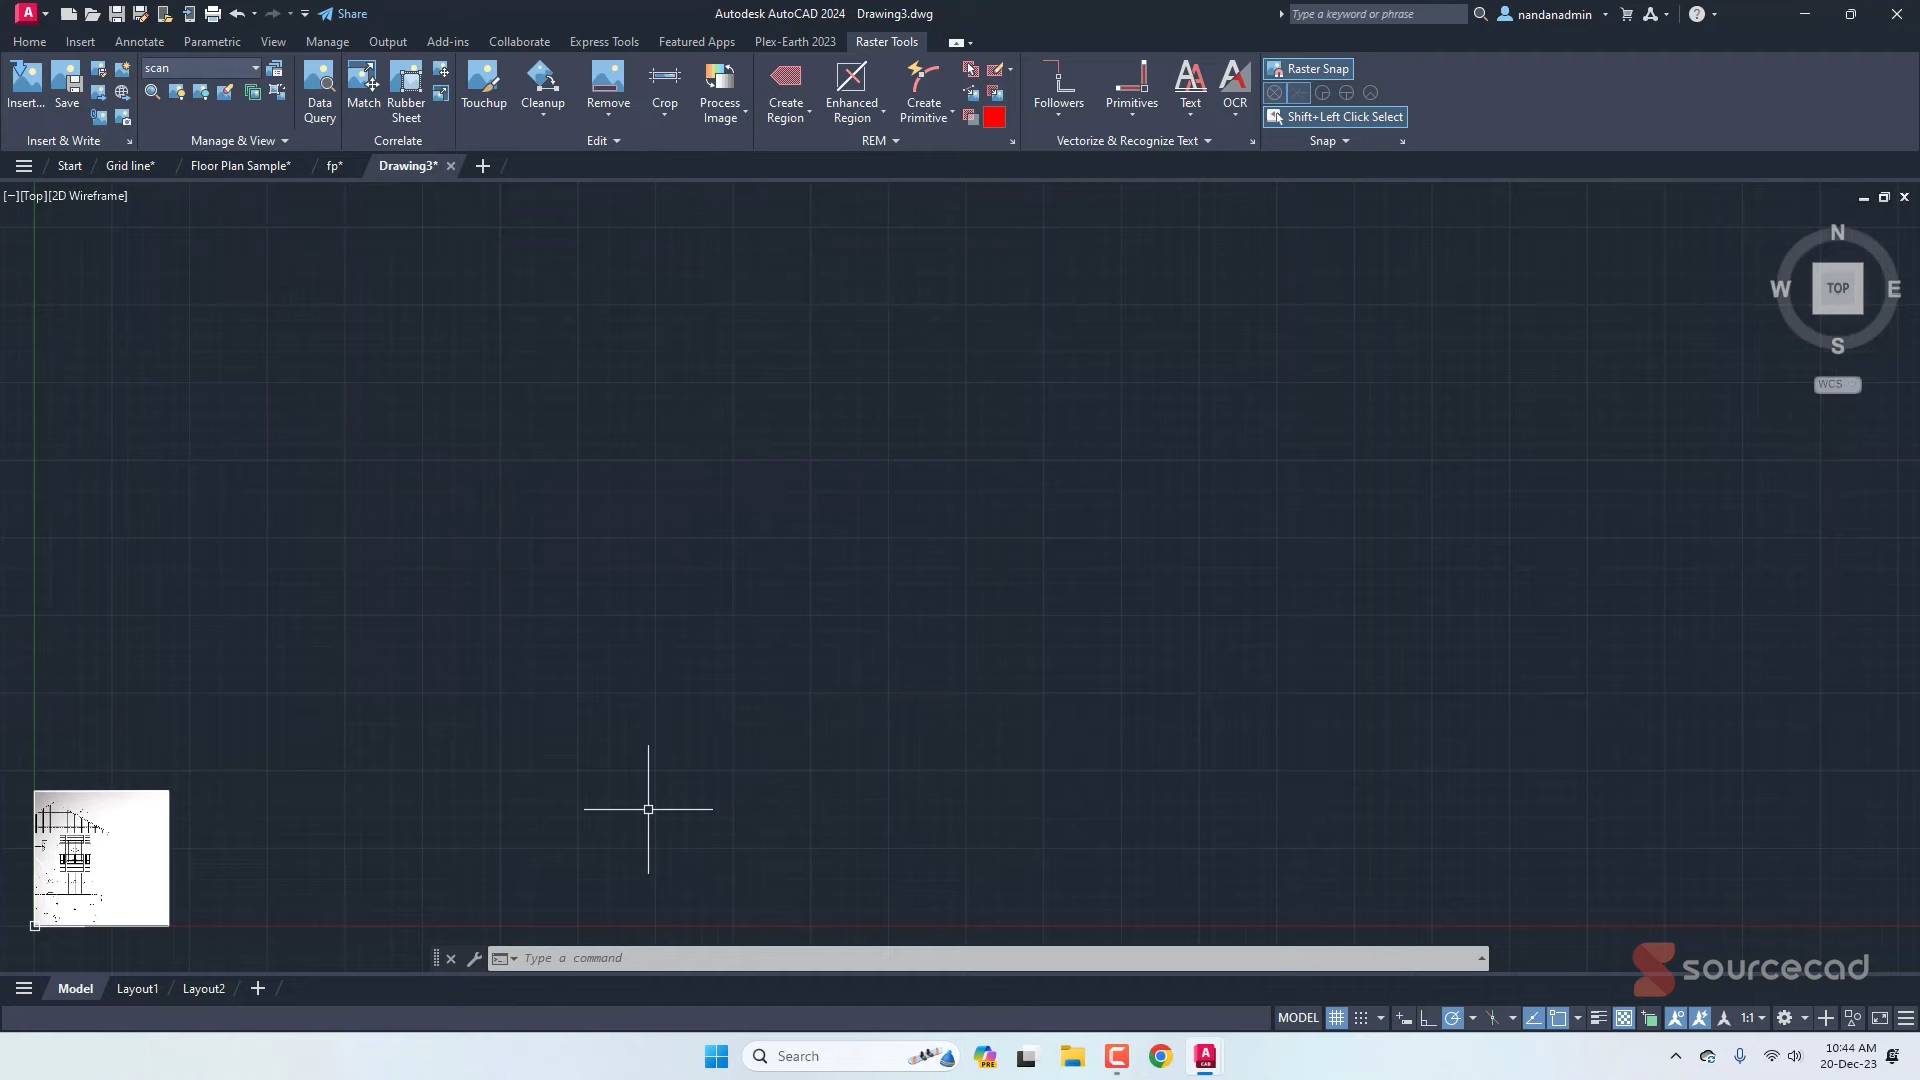 Share
Autodesk AutoCAD 2024 Drawing3.dwg
Type a keyword or phrase
nandanadmin
Home Insert Annotate Parametric View Manage Output Add-ins Collaborate Express Tools Featured Apps Plex-Earth 2023 Raster Tools
scan
Raster Snap
Insert... Save
Data Query
Match
Rubber Sheet
Touchup
Cleanup
Remove
Crop
Process Image
Create Region
Enhanced Region
Create Primitive
Followers
Primitives
Text
OCR
Shift+Left Click Select
Insert & Write
Manage & View
Correlate
Edit
REM
Vectorize & Recognize Text
Snap
Start Grid line* Floor Plan Sample* fp* Drawing3*
[−][Top][2D Wireframe]
N
W TOP E
S
WCS
Type a command
sourcecad
Model Layout1 Layout2
MODEL 1:1
Search
PRE
A
CAD
10:44 AM
20-Dec-23